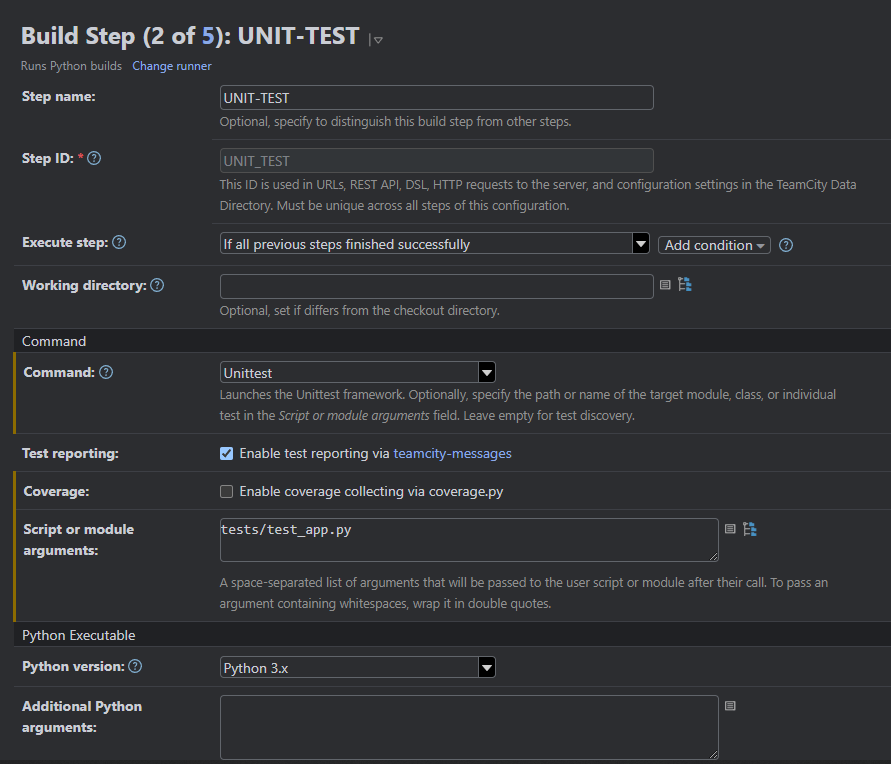 Build Step (2 of 5): UNIT-TEST
Runs Python builds Change runner
Step name:
UNIT-TEST
Optional, specify to distinguish this build step from other steps.
Step ID: *
UNIT_TEST
This ID is used in URLs, REST API, DSL, HTTP requests to the server, and configuration settings in the TeamCity Data
Directory. Must be unique across all steps of this configuration.
Execute step:
If all previous steps finished successfully
Add condition
Working directory:
Optional, set if differs from the checkout directory.
Command
Command:
Unittest
Launches the Unittest framework. Optionally, specify the path or name of the target module, class, or individual
test in the Script or module arguments field. Leave empty for test discovery.
Test reporting:
Enable test reporting via teamcity-messages
Coverage:
Enable coverage collecting via coverage.py
Script or module
arguments:
tests/test_app.py
A space-separated list of arguments that will be passed to the user script or module after their call. To pass an
argument containing whitespaces, wrap it in double quotes.
Python Executable
Python version:
Python 3.x
Additional Python
arguments: